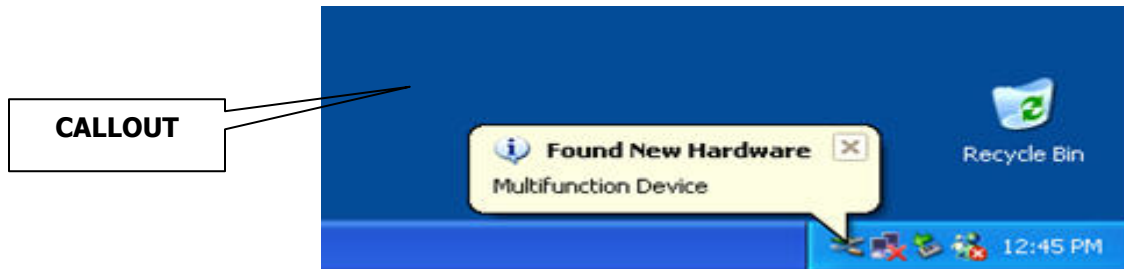 CALLOUT
Found New Hardware
Multifunction Device
Recycle Bin
12:45 PM